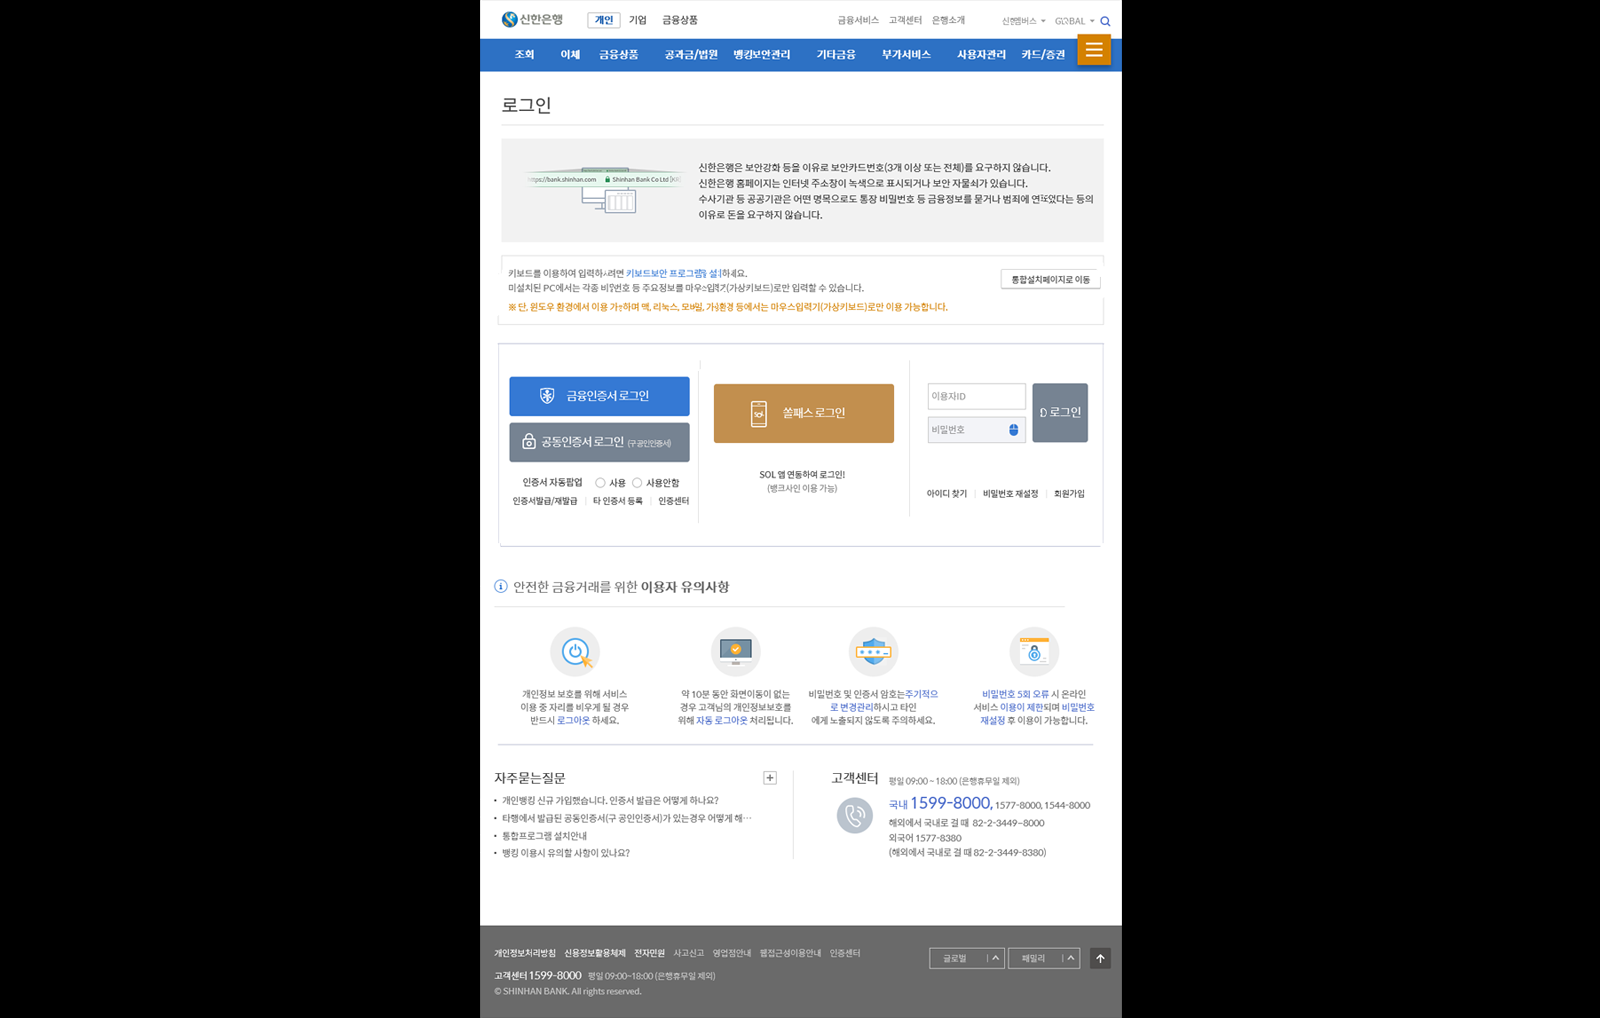 신한은행 개인 기업 금융상품 금융서비스 고객센터 은행소개 GLOBAL
조회 이체 금융상품 공과금/법원 뱅킹보안관리 기타금융 부가서비스 사용자관리 카드/증권
로그인
https://bank.shinhan.com Shinhan Bank Co Ltd [KR]
신한은행은 보안강화 등을 이유로 보안카드번호(3개 이상 또는 전체)를 요구하지 않습니다.
신한은행 홈페이지는 인터넷 주소창이 녹색으로 표시되거나 보안 자물쇠가 있습니다.
수사기관 등 공공기관은 어떤 명목으로도 통장 비밀번호 등 금융정보를 묻거나 범죄에 연루되었다는 등의
이유로 돈을 요구하지 않습니다.
키보드를 이용하여 입력하시려면 키보드보안 프로그램을 설치하세요.
통합설치페이지로 이동
미설치된 PC에서는 각종 비밀번호 등 주요정보를 마우스입력기(가상키보드)로만 입력할 수 있습니다.
※ 단, 윈도우 환경에서 이용 가능하며 맥, 리눅스, 모바일, 가상환경 등에서는 마우스입력기(가상키보드)로만 이용 가능합니다.
금융인증서 로그인
공동인증서 로그인 (구 공인인증서)
인증서 자동팝업 사용 사용안함
인증서발급/재발급 타 인증서 등록 인증센터
쏠패스 로그인
SOL 앱 연동하여 로그인!
(뱅크사인 이용 가능)
이용자ID
비밀번호
ID 로그인
아이디 찾기 비밀번호 재설정 회원가입
안전한 금융거래를 위한 이용자 유의사항
개인정보 보호를 위해 서비스
이용 중 자리를 비우게 될 경우
반드시 로그아웃 하세요.
약 10분 동안 화면이동이 없는
경우 고객님의 개인정보보호를
위해 자동 로그아웃 처리됩니다.
비밀번호 및 인증서 암호는주기적으
로 변경관리하시고 타인
에게 노출되지 않도록 주의하세요.
비밀번호 5회 오류 시 온라인
서비스 이용이 제한되며 비밀번호
재설정 후 이용이 가능합니다.
자주묻는질문
개인뱅킹 신규 가입했습니다. 인증서 발급은 어떻게 하나요?
타행에서 발급된 공동인증서(구 공인인증서)가 있는경우 어떻게 해…
통합프로그램 설치안내
뱅킹 이용시 유의할 사항이 있나요?
고객센터 평일 09:00 ~ 18:00 (은행휴무일 제외)
국내 1599-8000, 1577-8000, 1544-8000
해외에서 국내로 걸 때 82-2-3449-8000
외국어 1577-8380
(해외에서 국내로 걸 때 82-2-3449-8380)
개인정보처리방침 신용정보활용체제 전자민원 사고신고 영업점안내 웹접근성이용안내 인증센터
글로벌 패밀리
고객센터 1599-8000 평일 09:00~18:00 (은행휴무일 제외)
© SHINHAN BANK. All rights reserved.